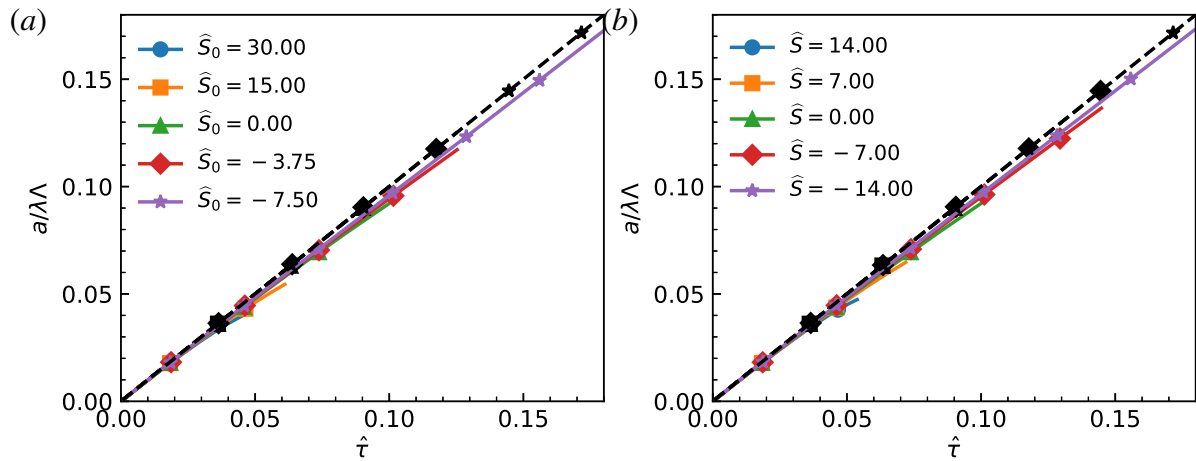 (a)
Ŝ₀ = 30.00
Ŝ₀ = 15.00
Ŝ₀ = 0.00
Ŝ₀ = −3.75
Ŝ₀ = −7.50
a/λΛ
0.15
0.10
0.05
0.00
0.00 0.05 0.10 0.15
τ̂
(b)
Ŝ = 14.00
Ŝ = 7.00
Ŝ = 0.00
Ŝ = −7.00
Ŝ = −14.00
a/λΛ
0.15
0.10
0.05
0.00
0.00 0.05 0.10 0.15
τ̂